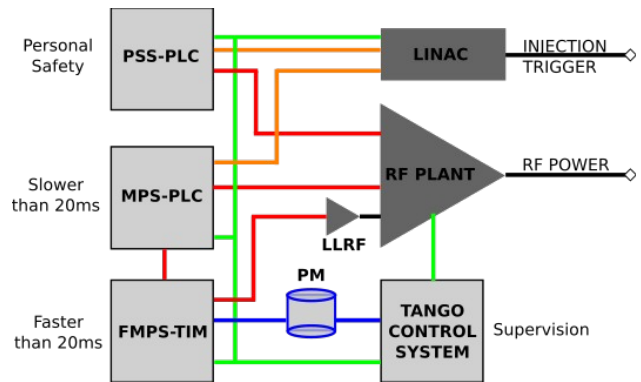 Personal
Safety
PSS-PLC
LINAC
INJECTION
TRIGGER
Slower
than 20ms
MPS-PLC
RF PLANT
RF POWER
LLRF
PM
Faster
than 20ms
FMPS-TIM
TANGO
CONTROL
SYSTEM
Supervision